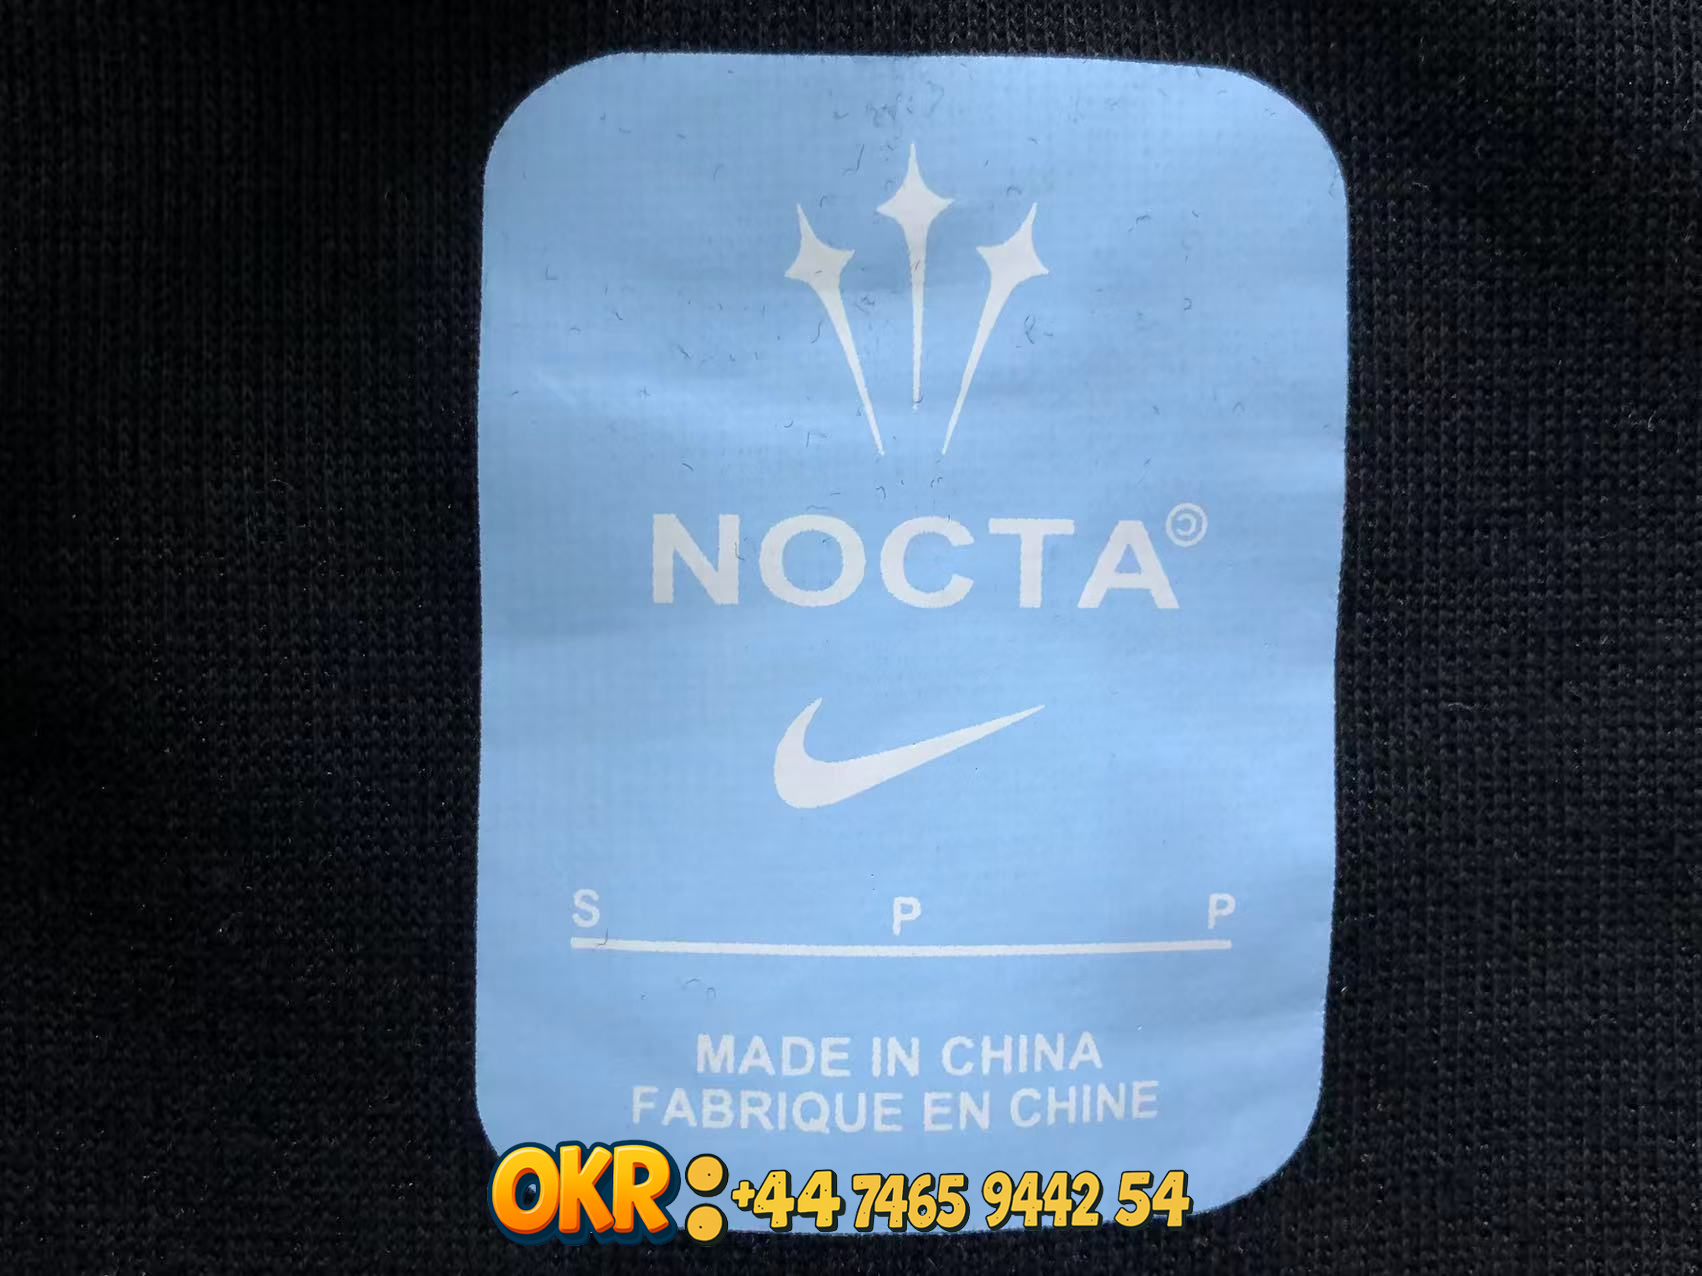 NOCTA©
S P P
MADE IN CHINA
FABRIQUE EN CHINE
OKR:+44 7465 9442 54